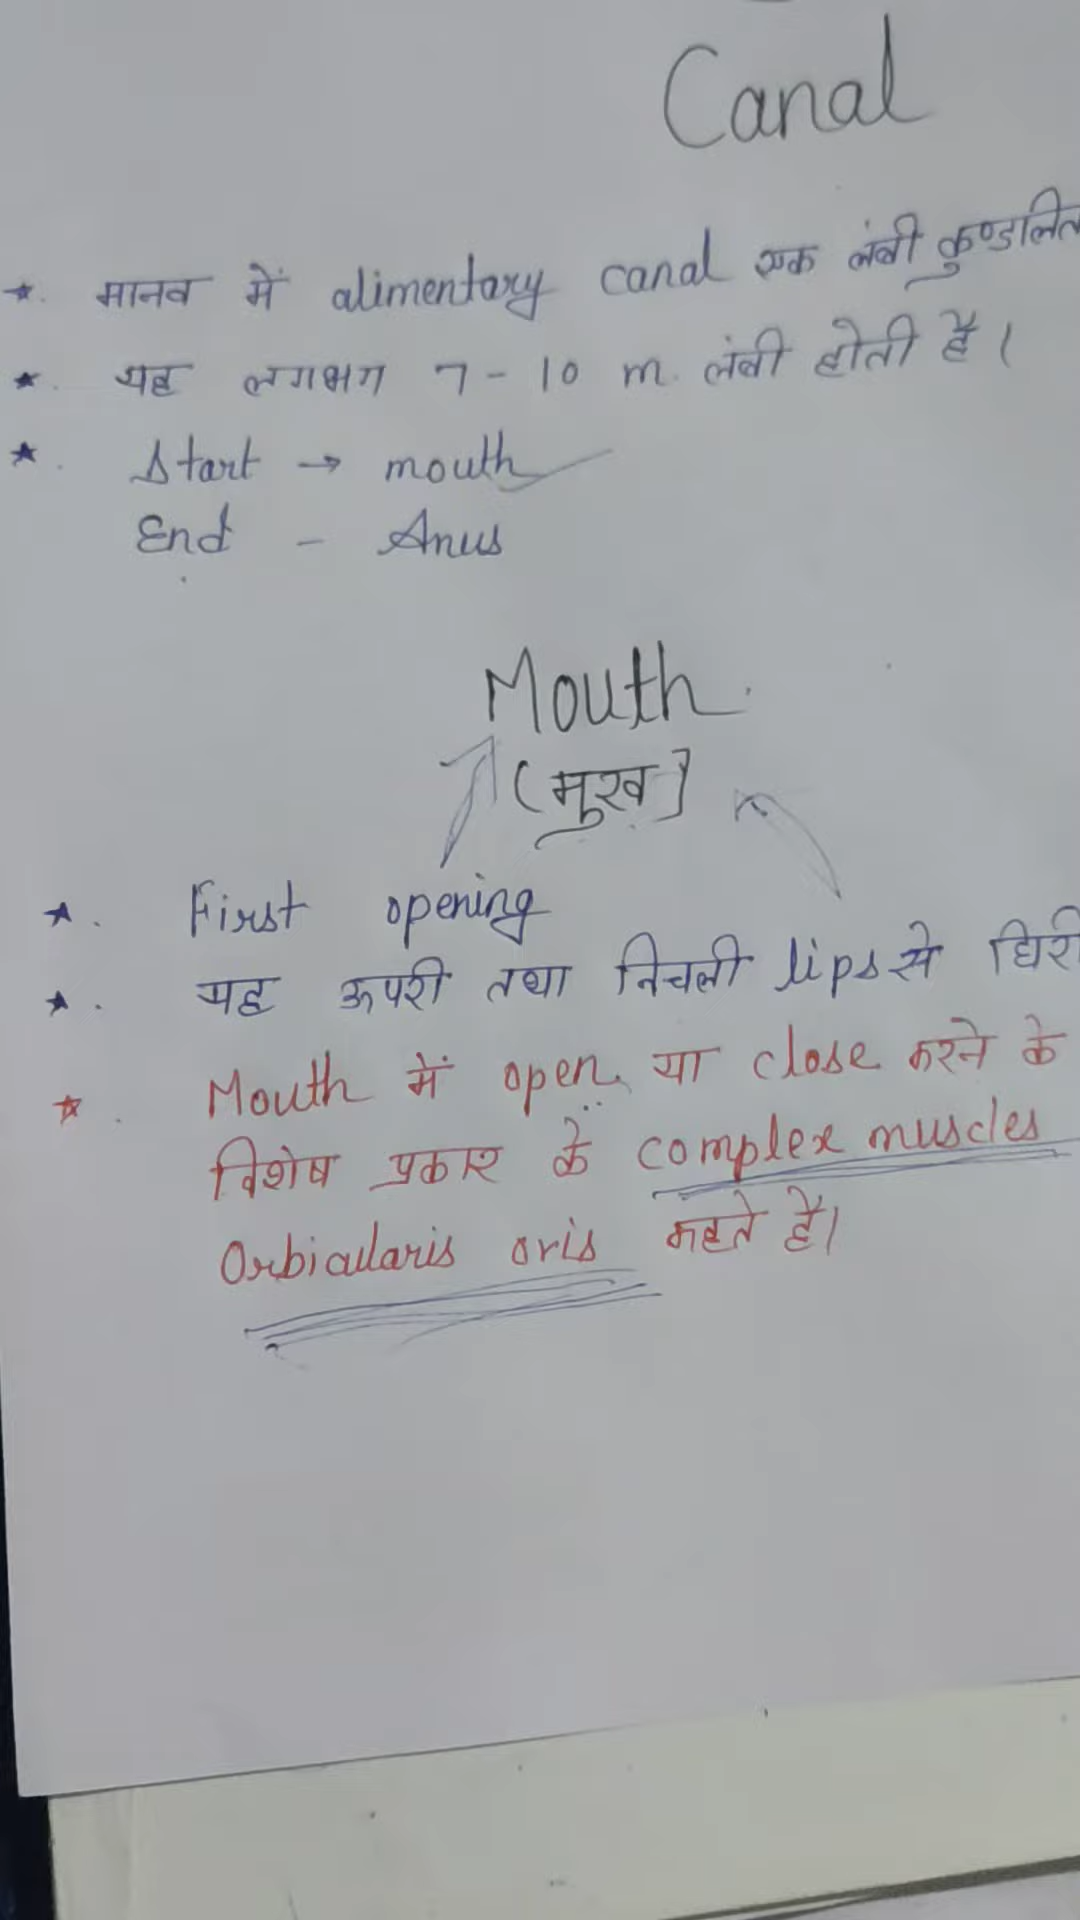 Canal
★. मानव में alimentary canal एक लंबी कुण्डलित
★. यह लगभग 7-10 m. लंबी होती है।
★. Start → mouth
End - Anus
Mouth.
(मुख)
★. First opening
★. यह ऊपरी तथा निचली lips से घिरी
★. Mouth में open या close करने के
विशेष प्रकार के complex muscles
Orbicularis oris कहते है।